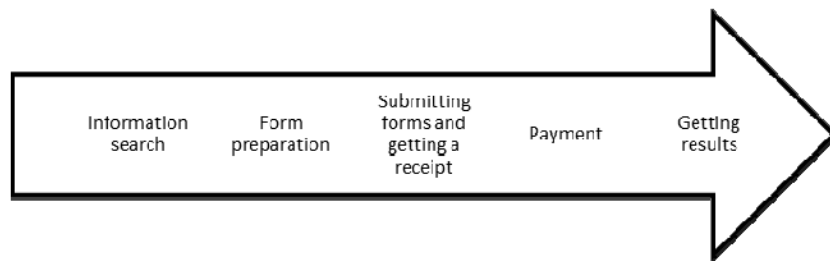 Information
search
Form
preparation
Submitting
forms and
getting a
receipt
Payment
Getting
results